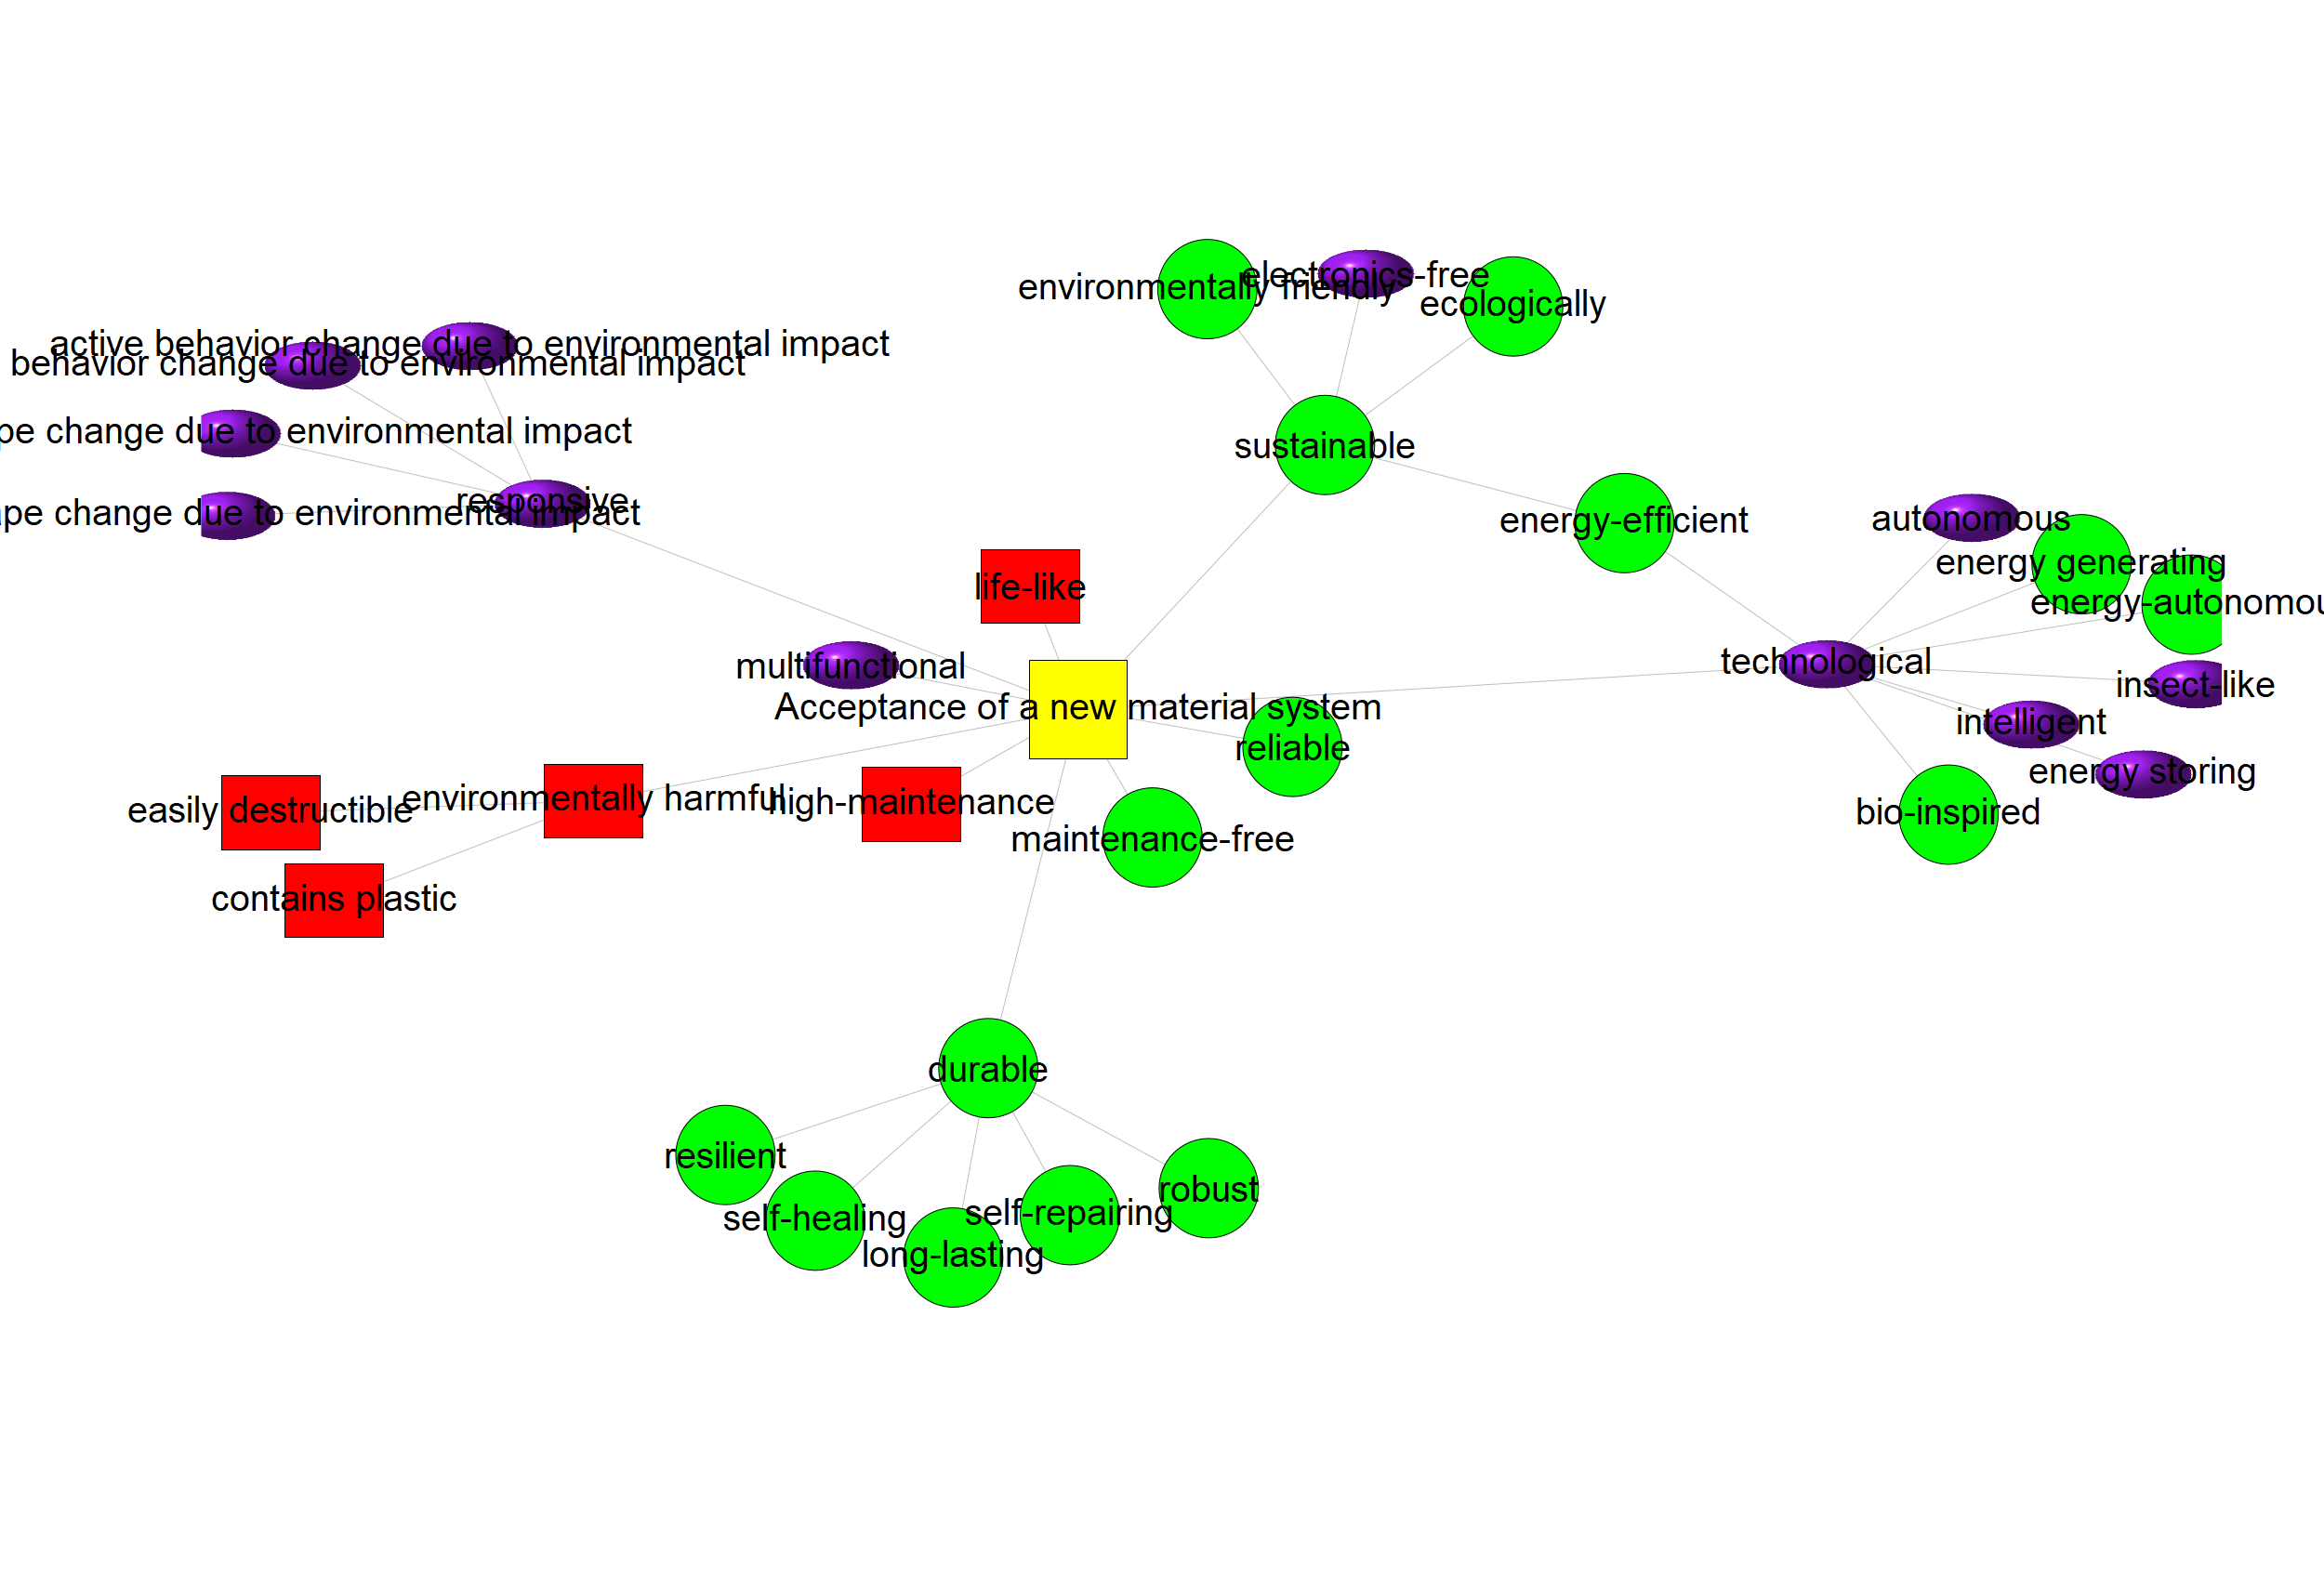 environmentally friendly
electronics-free
ecologically
active behavior change due to environmental impact
behavior change due to environmental impact
change due to environmental impact
sustainable
responsive
change due to environmental impact
energy-efficient
autonomous
energy generating
life-like
energy-autonomou
multifunctional
technological
insect-like
Acceptance of a new material system
intelligent
reliable
energy storing
easily destructible
environmentally harmful
high-maintenance
bio-inspired
maintenance-free
contains plastic
durable
resilient
robust
self-healing
self-repairing
long-lasting